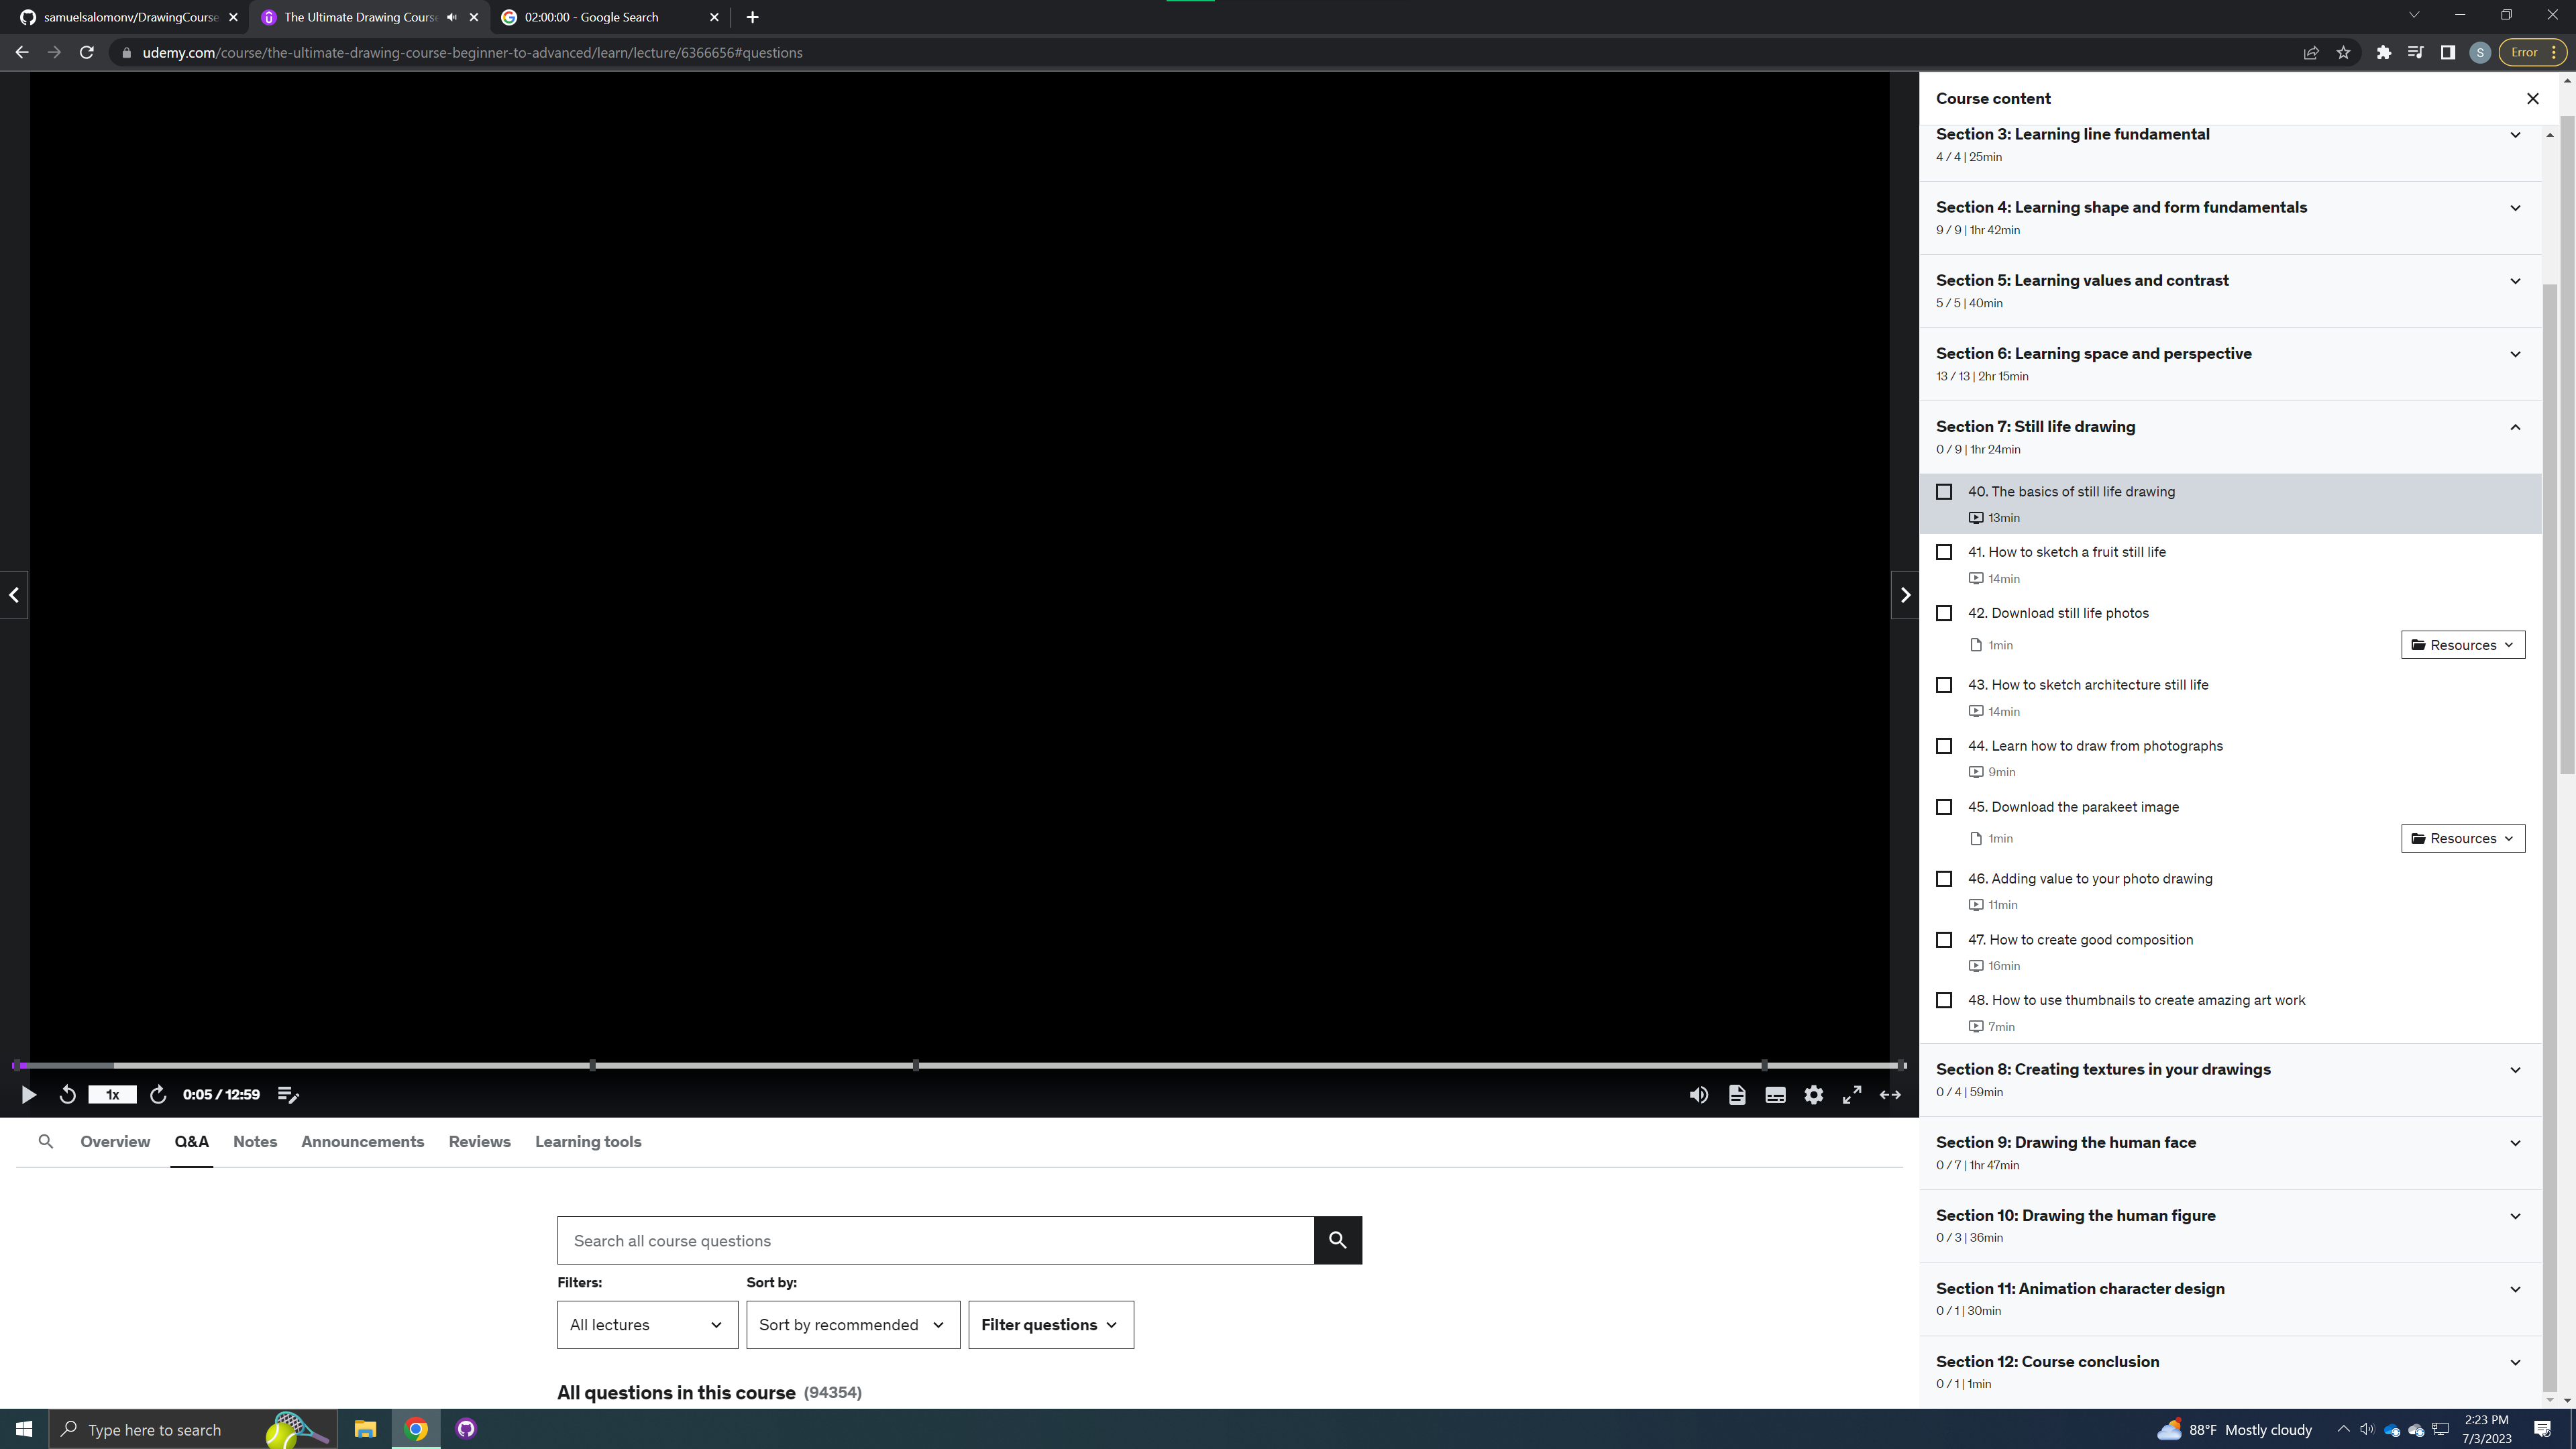 samuelsalomonv/DrawingCourse
The Ultimate Drawing Cours
02:00:00 - Google Search
udemy.com/course/the-ultimate-drawing-course-beginner-to-advanced/learn/lecture/6366656#questions
S
Error
Course content
Section 3: Learning line fundamental
4 / 4 | 25min
Section 4: Learning shape and form fundamentals
9 / 9 | 1hr 42min
Section 5: Learning values and contrast
5 / 5 | 40min
Section 6: Learning space and perspective
13 / 13 | 2hr 15min
Section 7: Still life drawing
0 / 9 | 1hr 24min
40. The basics of still life drawing
13min
41. How to sketch a fruit still life
14min
42. Download still life photos
1min
Resources
43. How to sketch architecture still life
14min
44. Learn how to draw from photographs
9min
45. Download the parakeet image
1min
Resources
46. Adding value to your photo drawing
11min
47. How to create good composition
16min
48. How to use thumbnails to create amazing art work
7min
Section 8: Creating textures in your drawings
0 / 4 | 59min
Section 9: Drawing the human face
0 / 7 | 1hr 47min
Section 10: Drawing the human figure
0 / 3 | 36min
Section 11: Animation character design
0 / 1 | 30min
Section 12: Course conclusion
0 / 1 | 1min
1x
0:05 / 12:59
Overview
Q&A
Notes
Announcements
Reviews
Learning tools
Search all course questions
Filters:
Sort by:
All lectures
Sort by recommended
Filter questions
All questions in this course (94354)
Type here to search
88°F Mostly cloudy
2:23 PM
7/3/2023